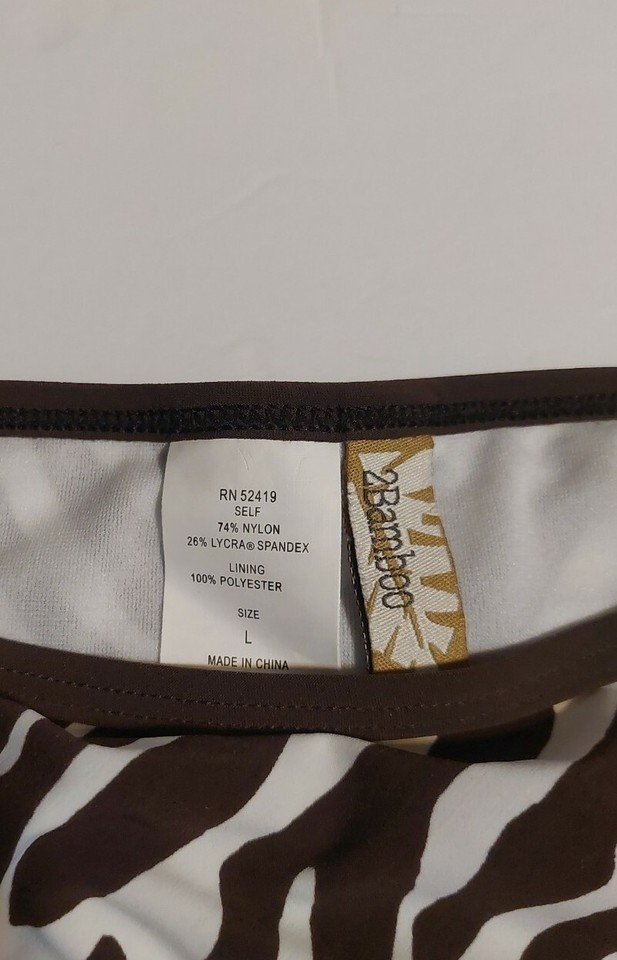 RN 52419
SELF
74% NYLON
26% LYCRA® SPANDEX
LINING
100% POLYESTER
SIZE
L
MADE IN CHINA
2Bamboo